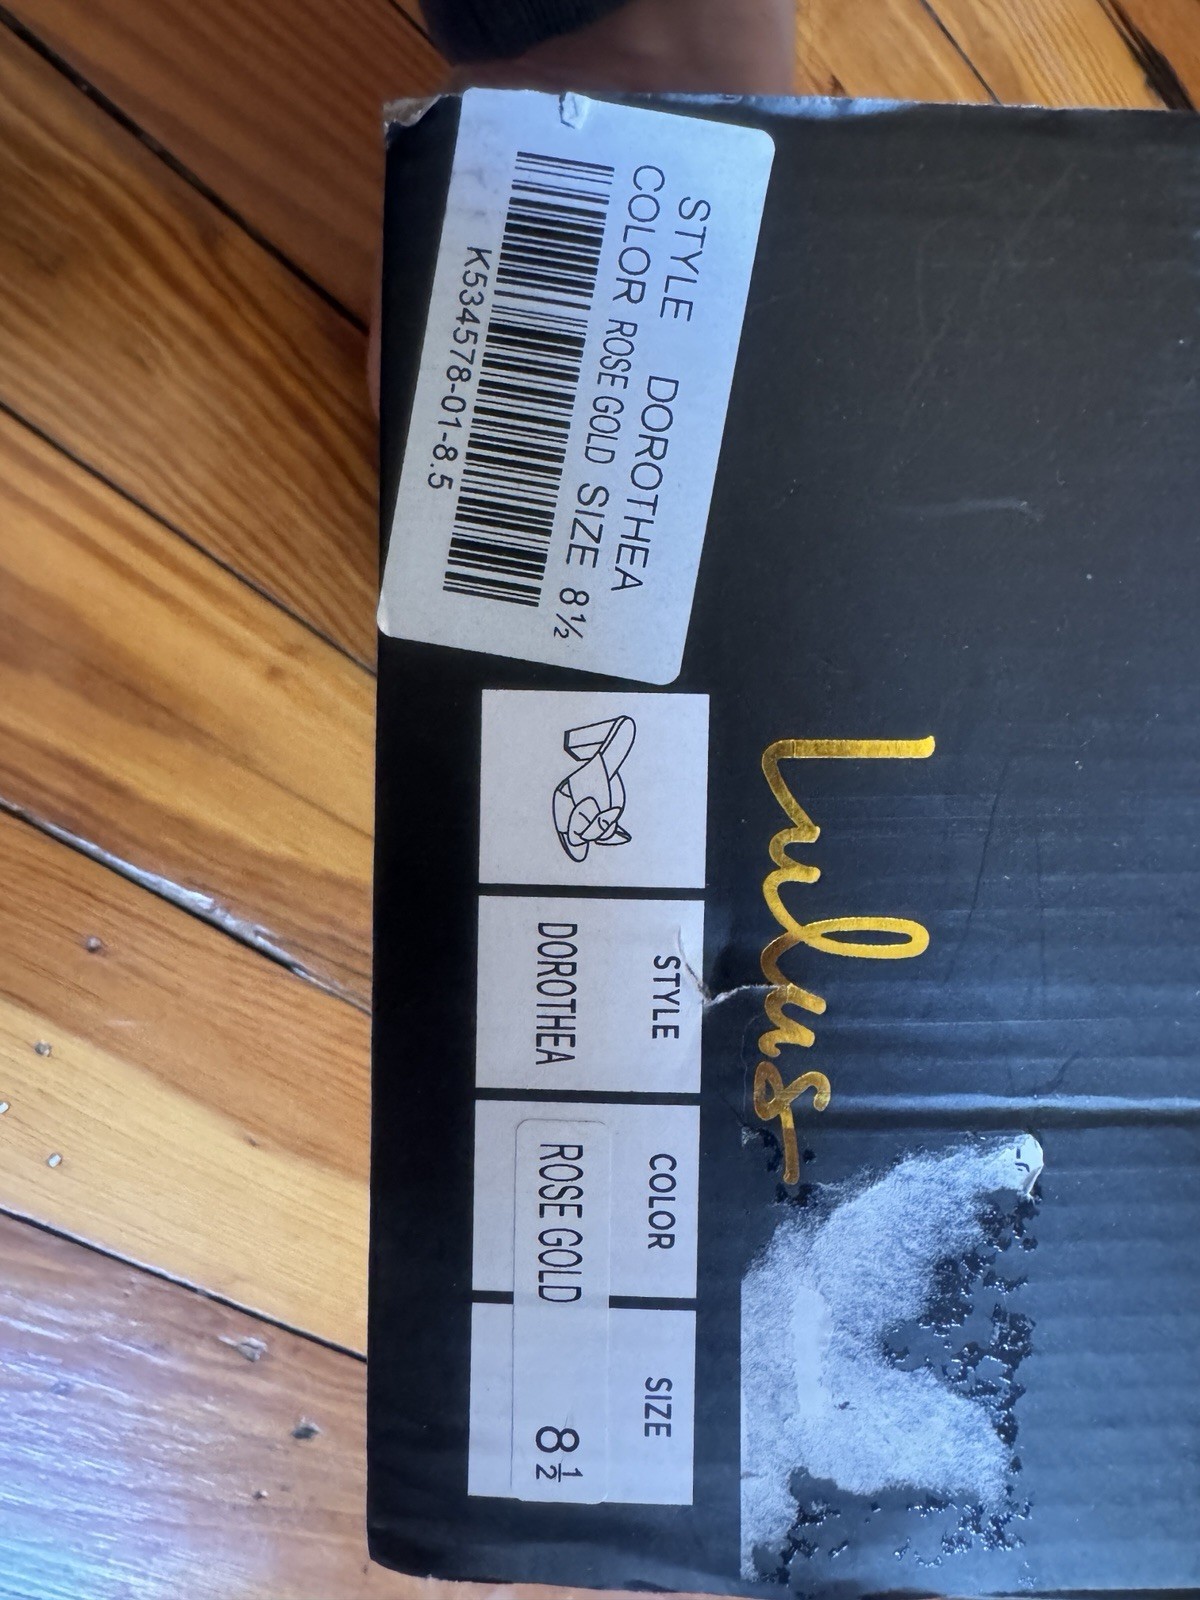 STYLE DOROTHEA
COLOR ROSE GOLD SIZE 8½
K534578-01-8.5
Lulus
STYLE
DOROTHEA
COLOR
ROSE GOLD
SIZE
8½